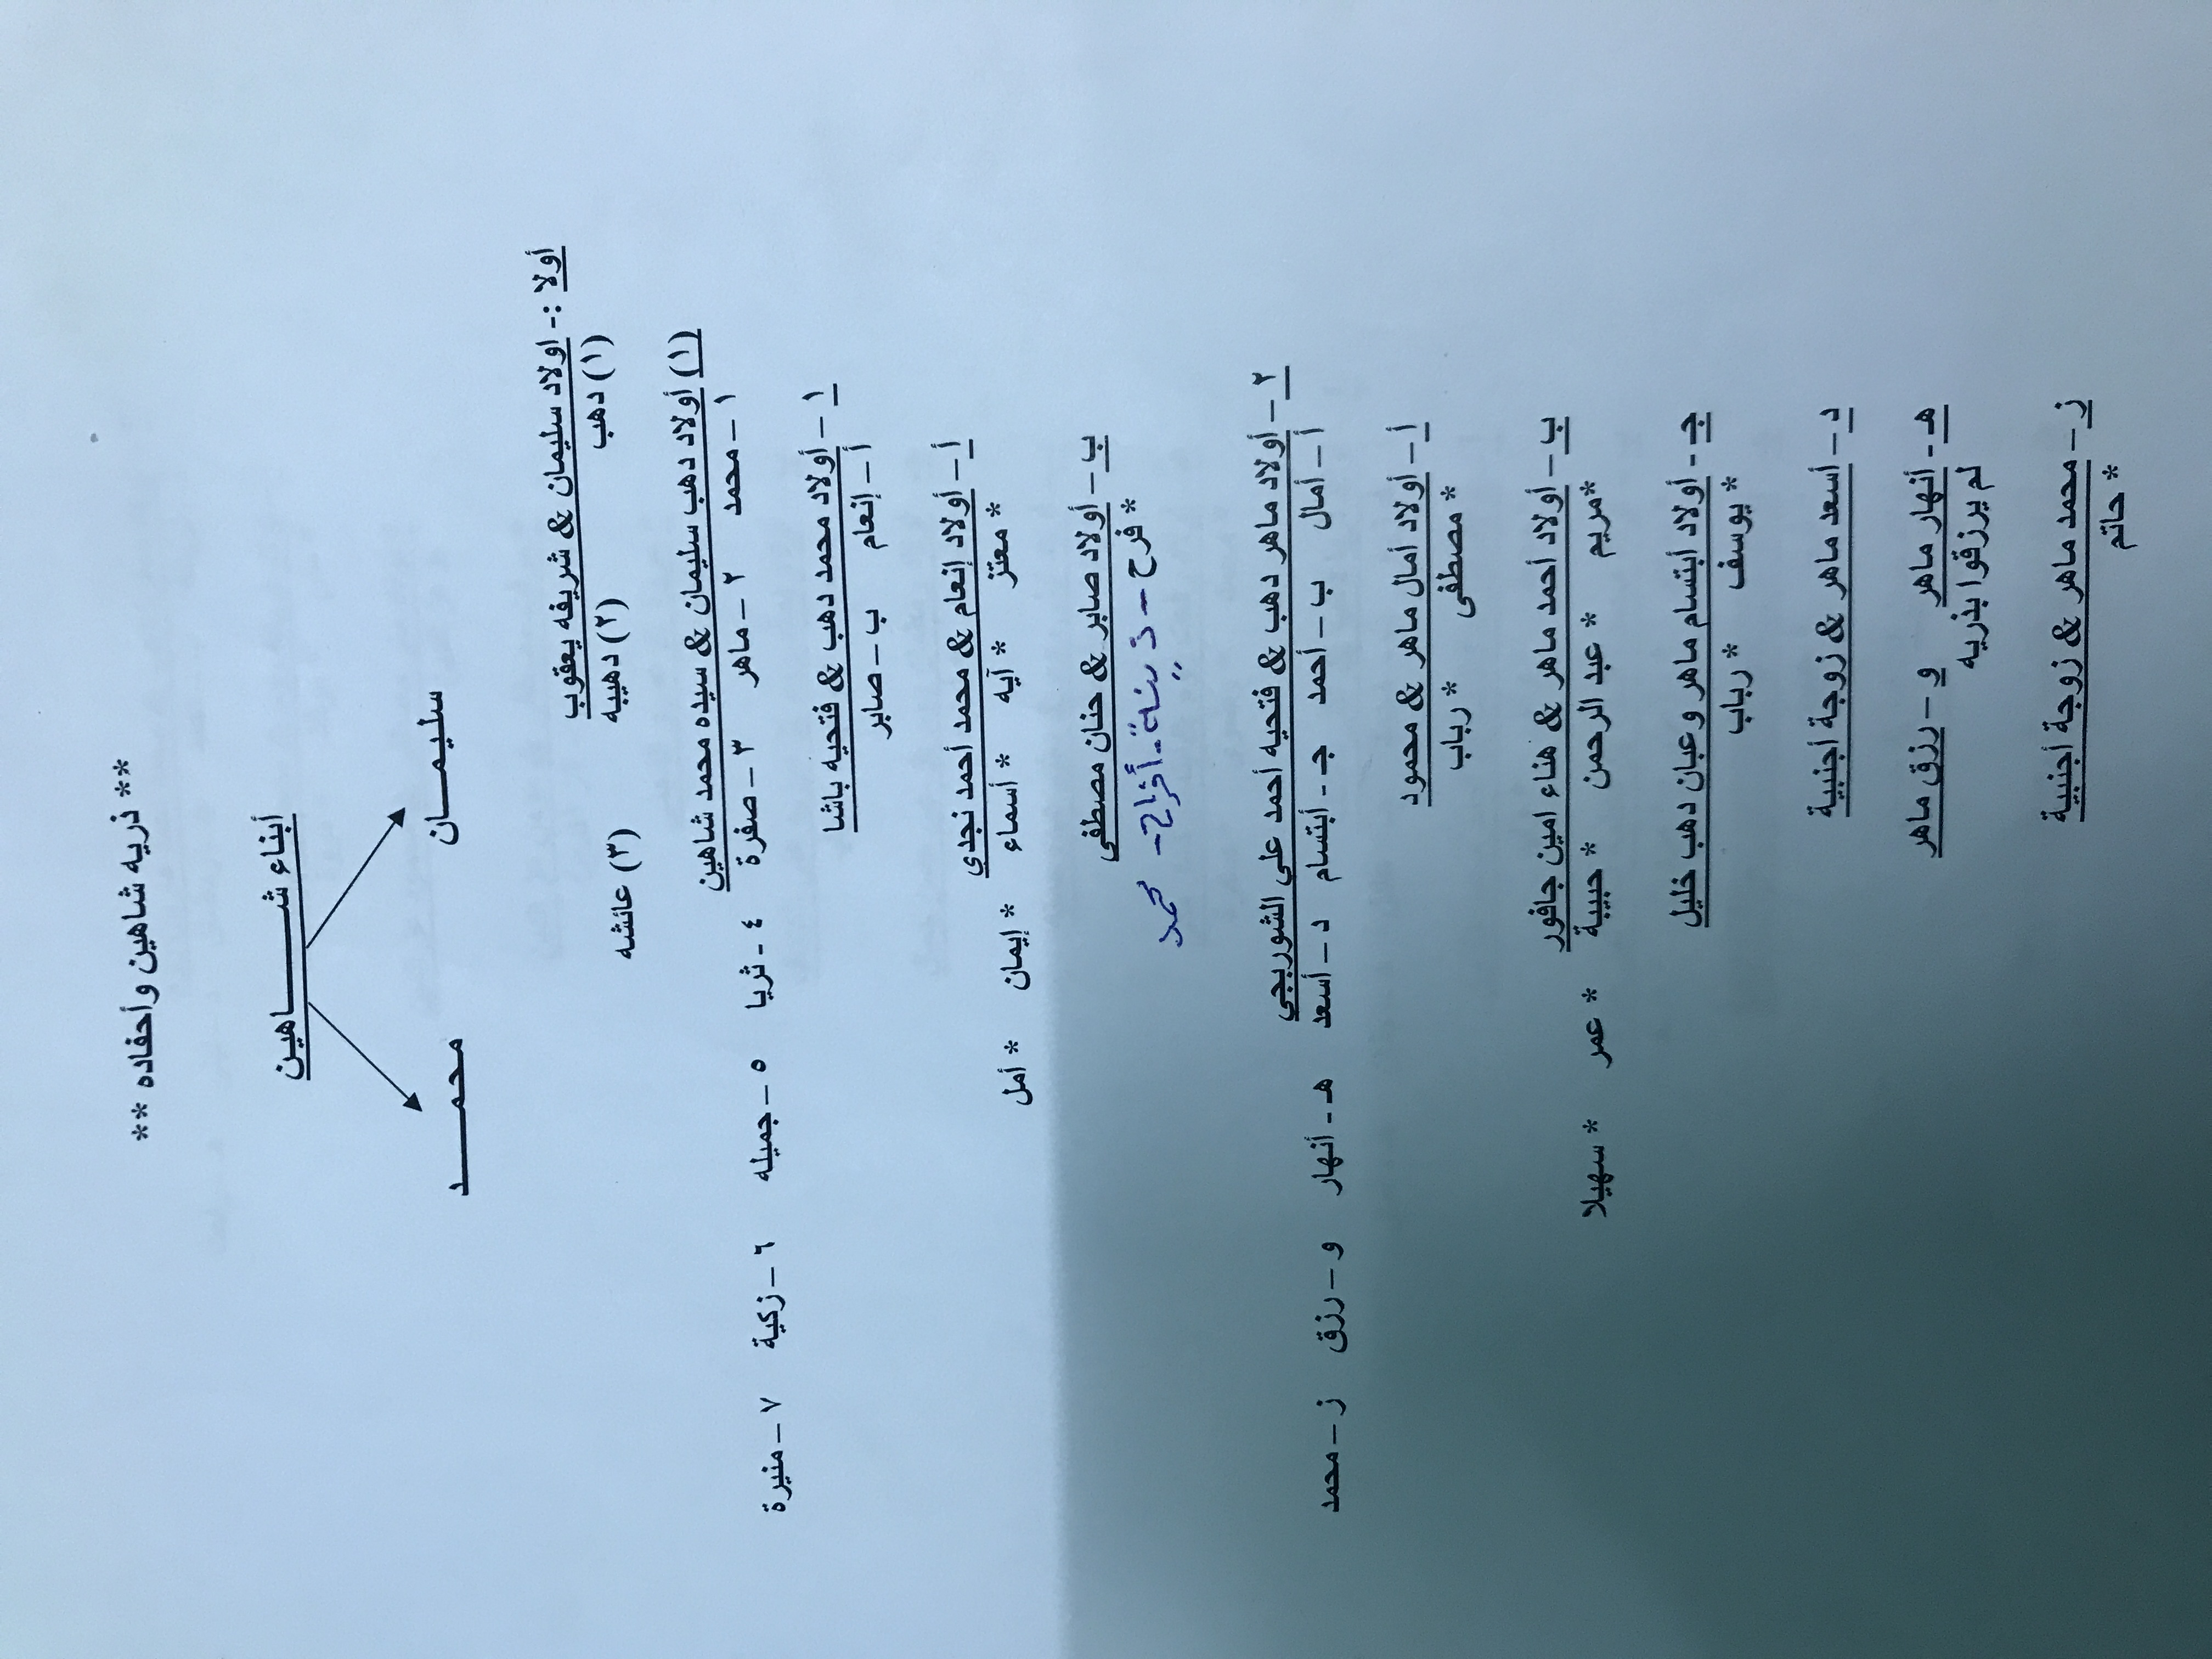 ** ذريه شاهين وأحفاده **
أبناء شـــــــــاهين
سليمـــان محمـــــد
أولا :- اولاد سليمان & شريفه يعقوب
(١) دهب (٢) دهيبه (٣) عائشه
(١) أولاد دهب سليمان & سيده محمد شاهين
١ – محمد ٢ – ماهر ٣ – صفرة ٤ - ثريا ٥ – جميله ٦ – زكية ٧ – منيرة
١ – أولاد محمد دهب & فتحيه باشا
أ – إنعام ب – صابر
أ – أولاد إنعام & محمد أحمد نجدي
* معتز * آيه * أسماء * إيمان * أمل
ب – أولاد صابر & حنان مصطفى
* فرح – دينة - أفراح - محمد
٢ – أولاد ماهر دهب & فتحيه أحمد علي الشوربجي
أ – أمال ب – أحمد جـ - أبتسام د – أسعد هـ - أنهار و – رزق ز – محمد
أ – أولاد أمال ماهر & محمود
* مصطفى * رباب
ب – أولاد أحمد ماهر & هناء امين جافور
*مريم * عبد الرحمن * حبيبة * عمر * سهيلا
جـ - أولاد أبتسام ماهر وعبان دهب خليل
* يوسف * رباب
د – أسعد ماهر & زوجة أجنبية
هـ - أنهار ماهر و – رزق ماهر
لم يرزقوا بذريه
ز – محمد ماهر & زوجة أجنبية
* حاتم